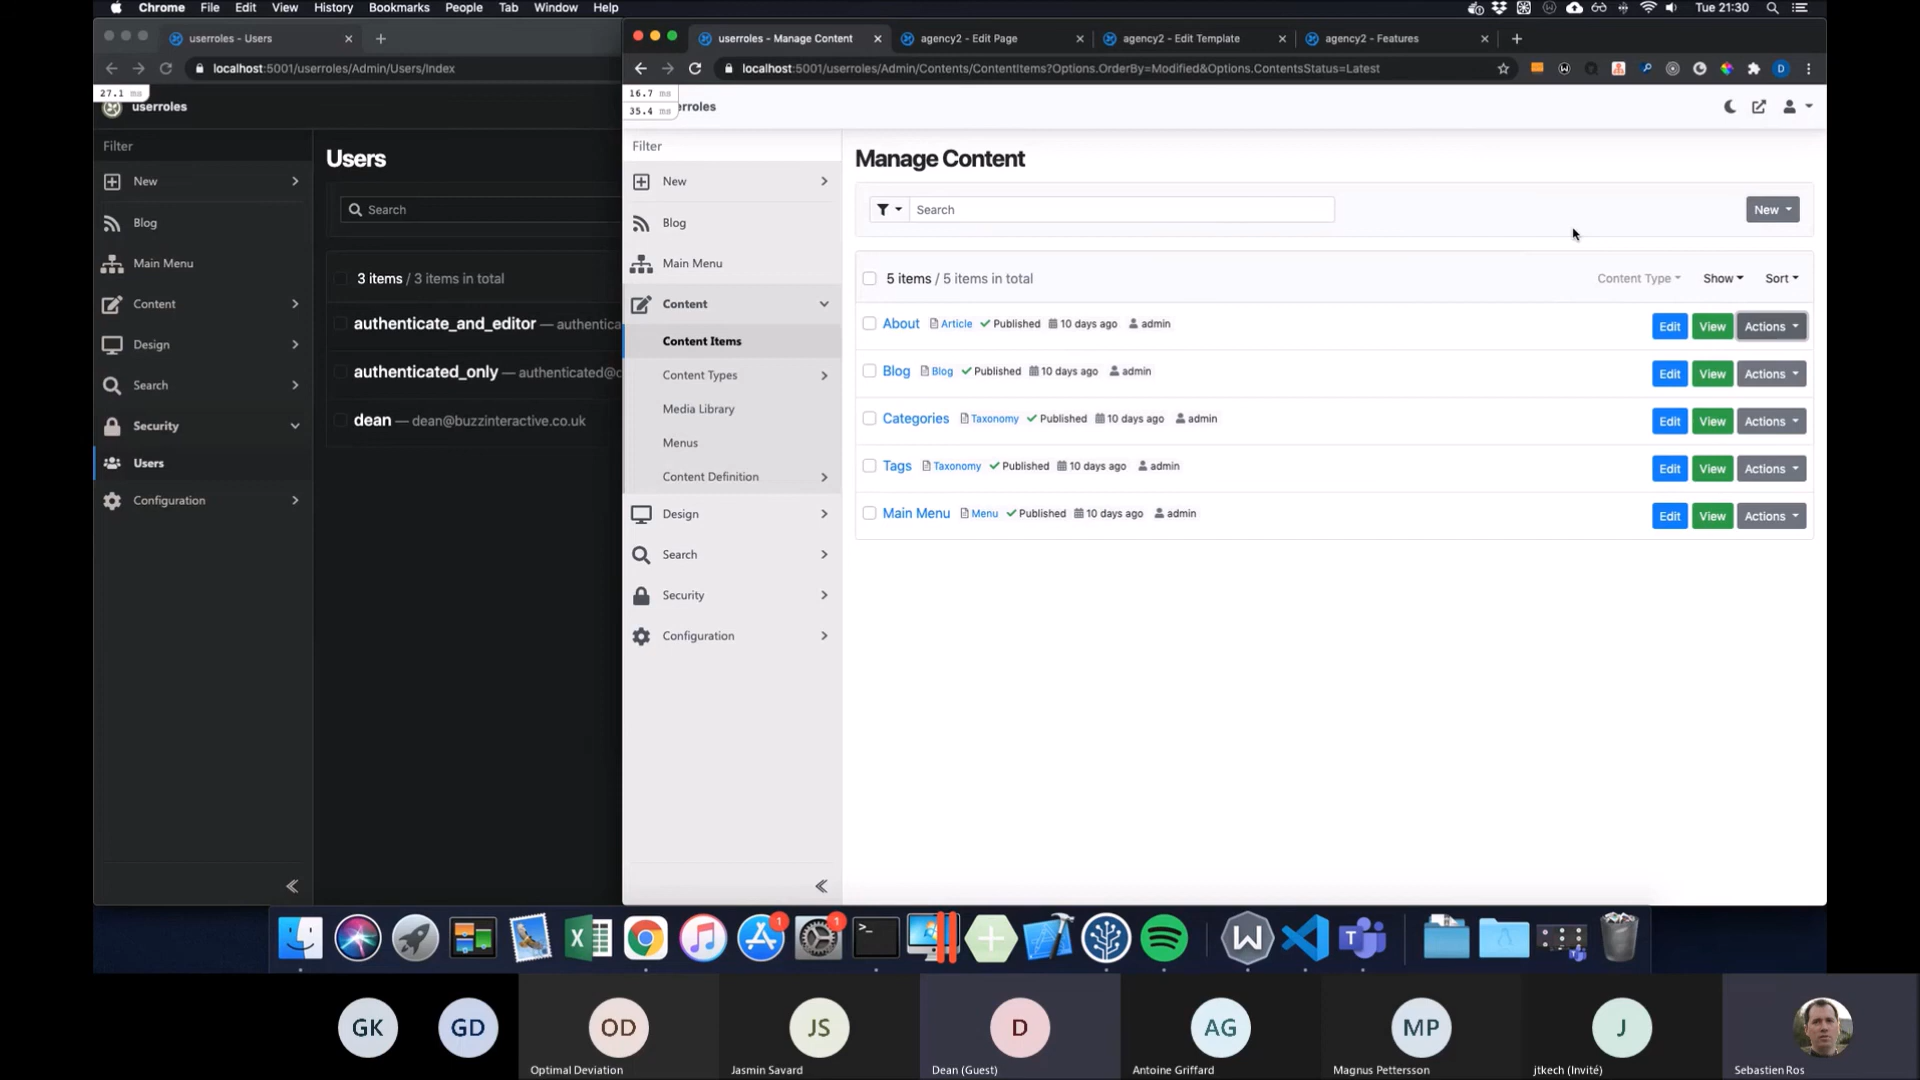 Chrome File Edit View History Bookmarks People Tab Window Help
Tue 21:30
userroles - Users
localhost:5001/userroles/Admin/Users/Index
27.1 ms
userroles
Filter
New
Blog
Main Menu
Content
Design
Search
Security
Users
Configuration
Users
Search
3 items / 3 items in total
authenticate_and_editor — authentica
authenticated_only — authenticated@c
dean — dean@buzzinteractive.co.uk
userroles - Manage Content
agency2 - Edit Page
agency2 - Edit Template
agency2 - Features
localhost:5001/userroles/Admin/Contents/ContentItems?Options.OrderBy=Modified&Options.ContentsStatus=Latest
D
16.7 ms
35.4 ms
erroles
Filter
New
Blog
Main Menu
Content
Content Items
Content Types
Media Library
Menus
Content Definition
Design
Search
Security
Configuration
Manage Content
Search
New
5 items / 5 items in total
Content Type Show Sort
About Article Published 10 days ago admin Edit View Actions
Blog Blog Published 10 days ago admin Edit View Actions
Categories Taxonomy Published 10 days ago admin Edit View Actions
Tags Taxonomy Published 10 days ago admin Edit View Actions
Main Menu Menu Published 10 days ago admin Edit View Actions
1
1
GK
GD
OD
Optimal Deviation
JS
Jasmin Savard
D
Dean (Guest)
AG
Antoine Griffard
MP
Magnus Pettersson
J
jtkech (Invité)
Sebastien Ros